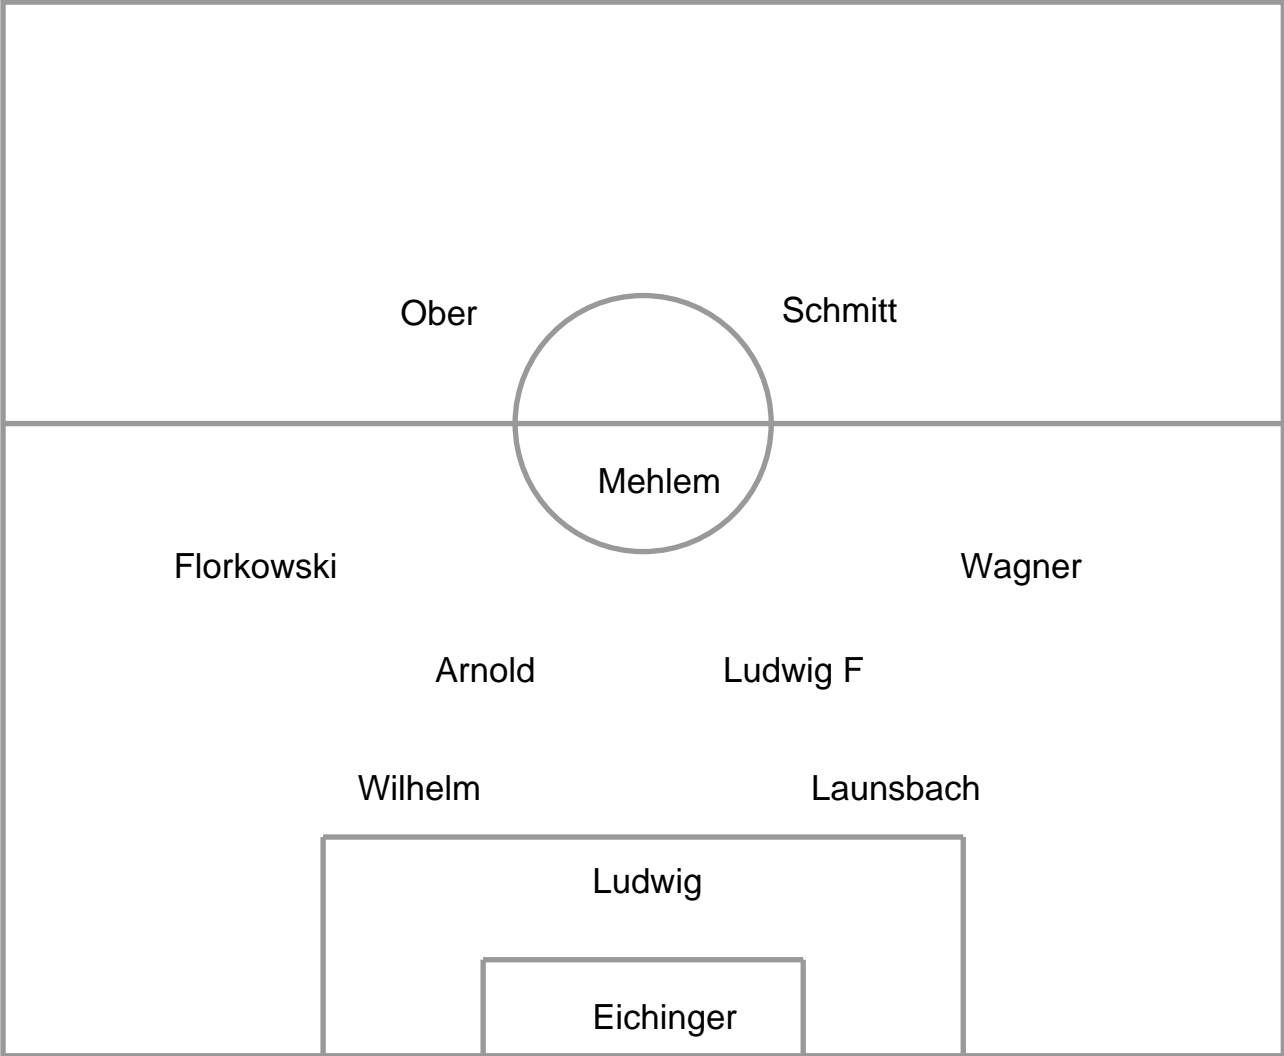 Ober
Schmitt
Mehlem
Florkowski
Wagner
Arnold
Ludwig F
Wilhelm
Launsbach
Ludwig
Eichinger